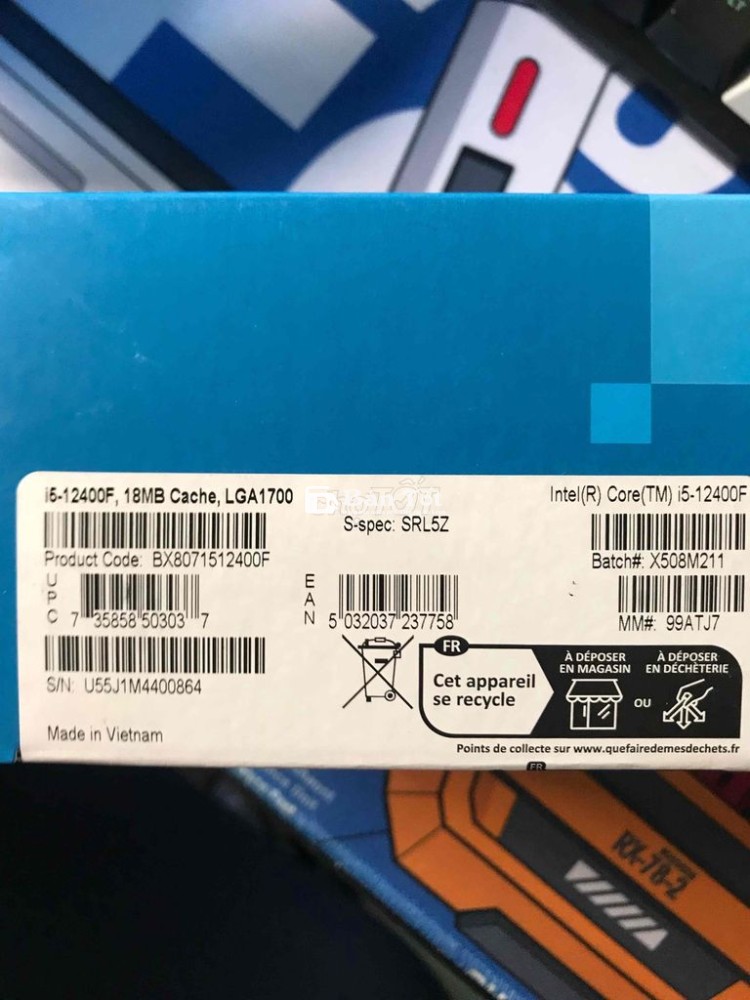 i5-12400F, 18MB Cache, LGA1700
Intel(R) Core(TM) i5-12400F
S-spec: SRL5Z
Product Code: BX8071512400F
Batch#: X508M211
UPC
7 35858 50303 7
EAN
5 032037 237758
MM#: 99ATJ7
S/N: U55J1M4400864
FR
Cet appareil
se recycle
À DÉPOSER
EN MAGASIN
OU
À DÉPOSER
EN DÉCHÈTERIE
Made in Vietnam
Points de collecte sur www.quefairedemesdechets.fr
FR
RX-78-2